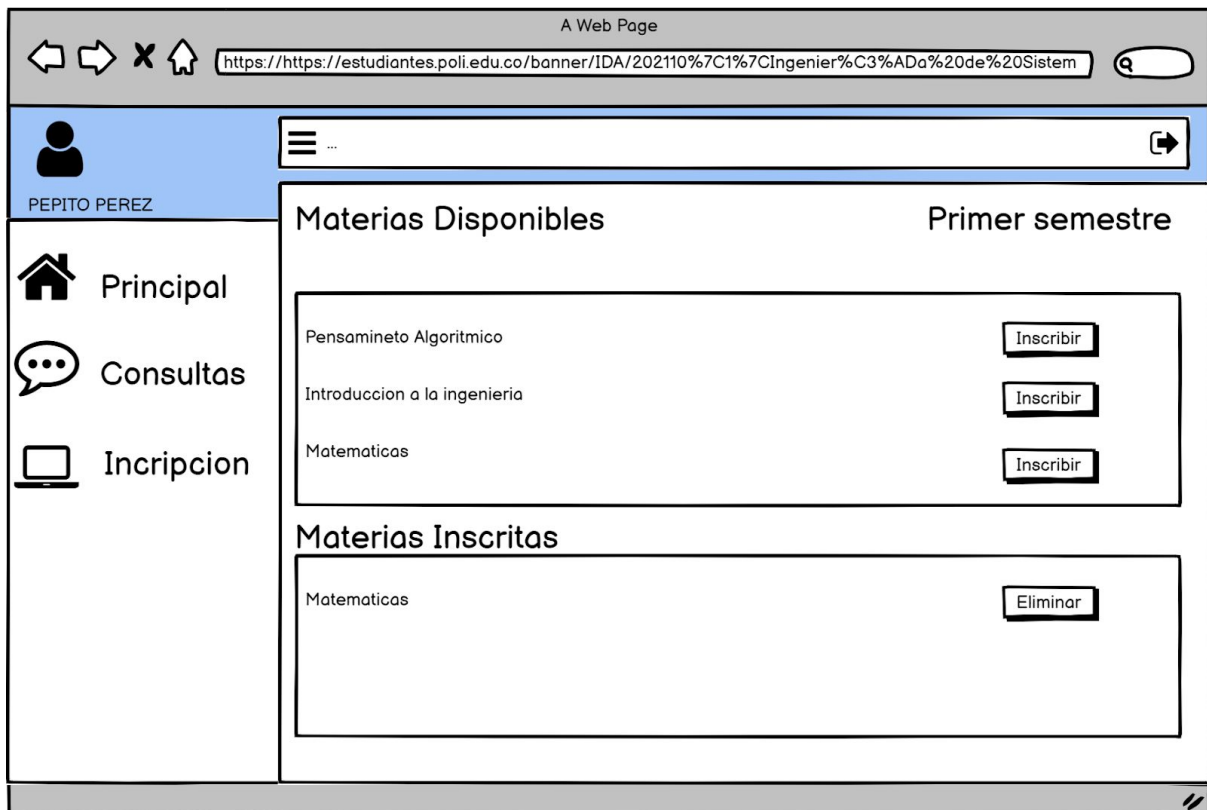 A Web Page
https://https://estudiantes.poli.edu.co/banner/IDA/202110%7C1%7CIngenier%C3%ADa%20de%20Sistem
...
PEPITO PEREZ
Materias Disponibles
Primer semestre
Principal
Consultas
Incripcion
Pensamineto Algoritmico
Inscribir
Introduccion a la ingenieria
Inscribir
Matematicas
Inscribir
Materias Inscritas
Matematicas
Eliminar